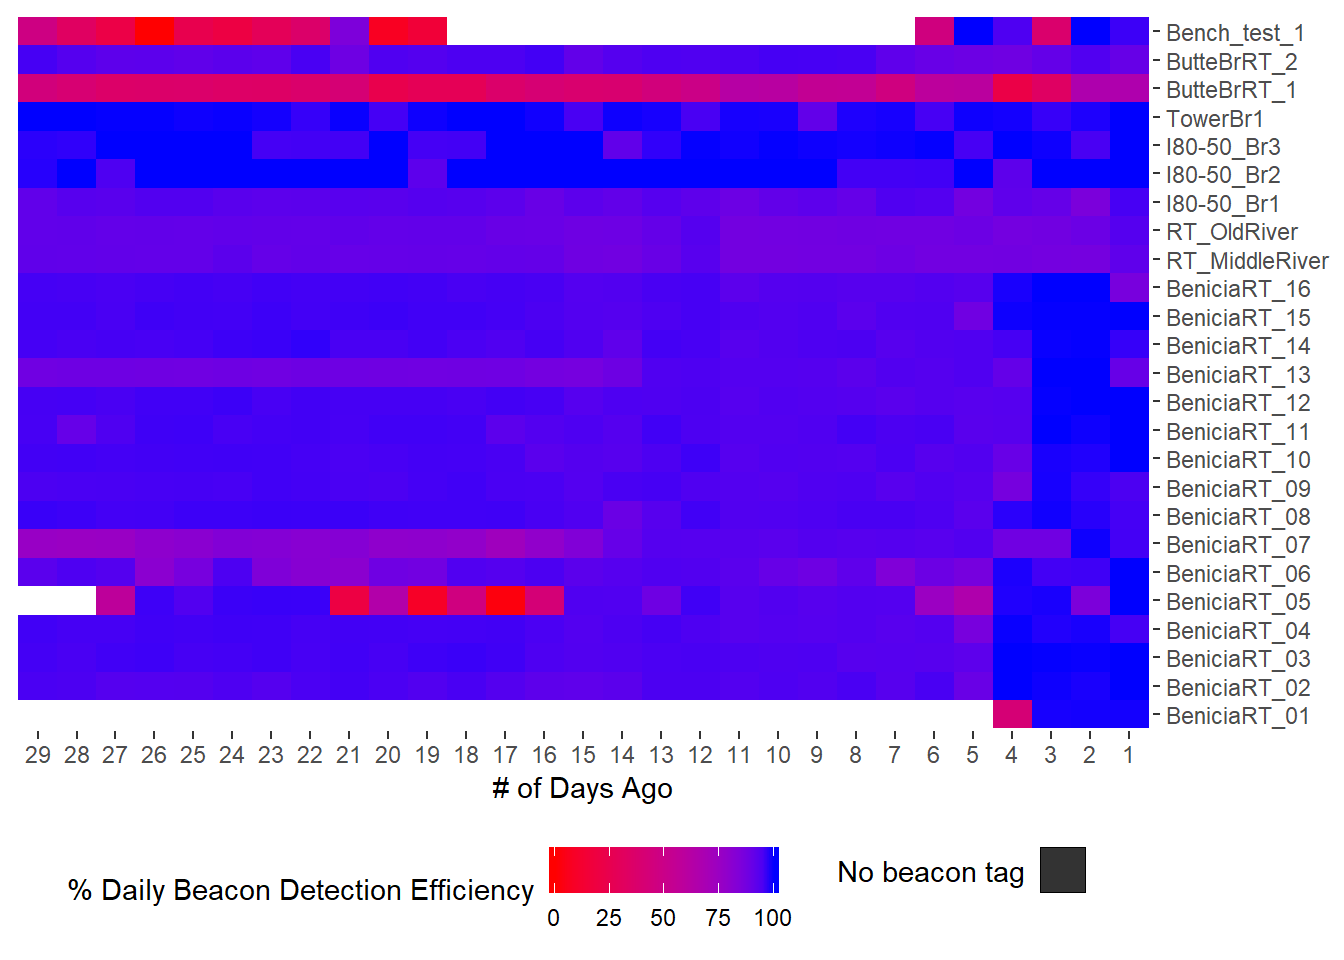 Bench_test_1
ButteBrRT_2
ButteBrRT_1
TowerBr1
I80-50_Br3
I80-50_Br2
I80-50_Br1
RT_OldRiver
RT_MiddleRiver
BeniciaRT_16
BeniciaRT_15
BeniciaRT_14
BeniciaRT_13
BeniciaRT_12
BeniciaRT_11
BeniciaRT_10
BeniciaRT_09
BeniciaRT_08
BeniciaRT_07
BeniciaRT_06
BeniciaRT_05
BeniciaRT_04
BeniciaRT_03
BeniciaRT_02
BeniciaRT_01
29 28 27 26 25 24 23 22 21 20 19 18 17 16 15 14 13 12 11 10 9 8 7 6 5 4 3 2 1
# of Days Ago
% Daily Beacon Detection Efficiency
0 25 50 75 100
No beacon tag